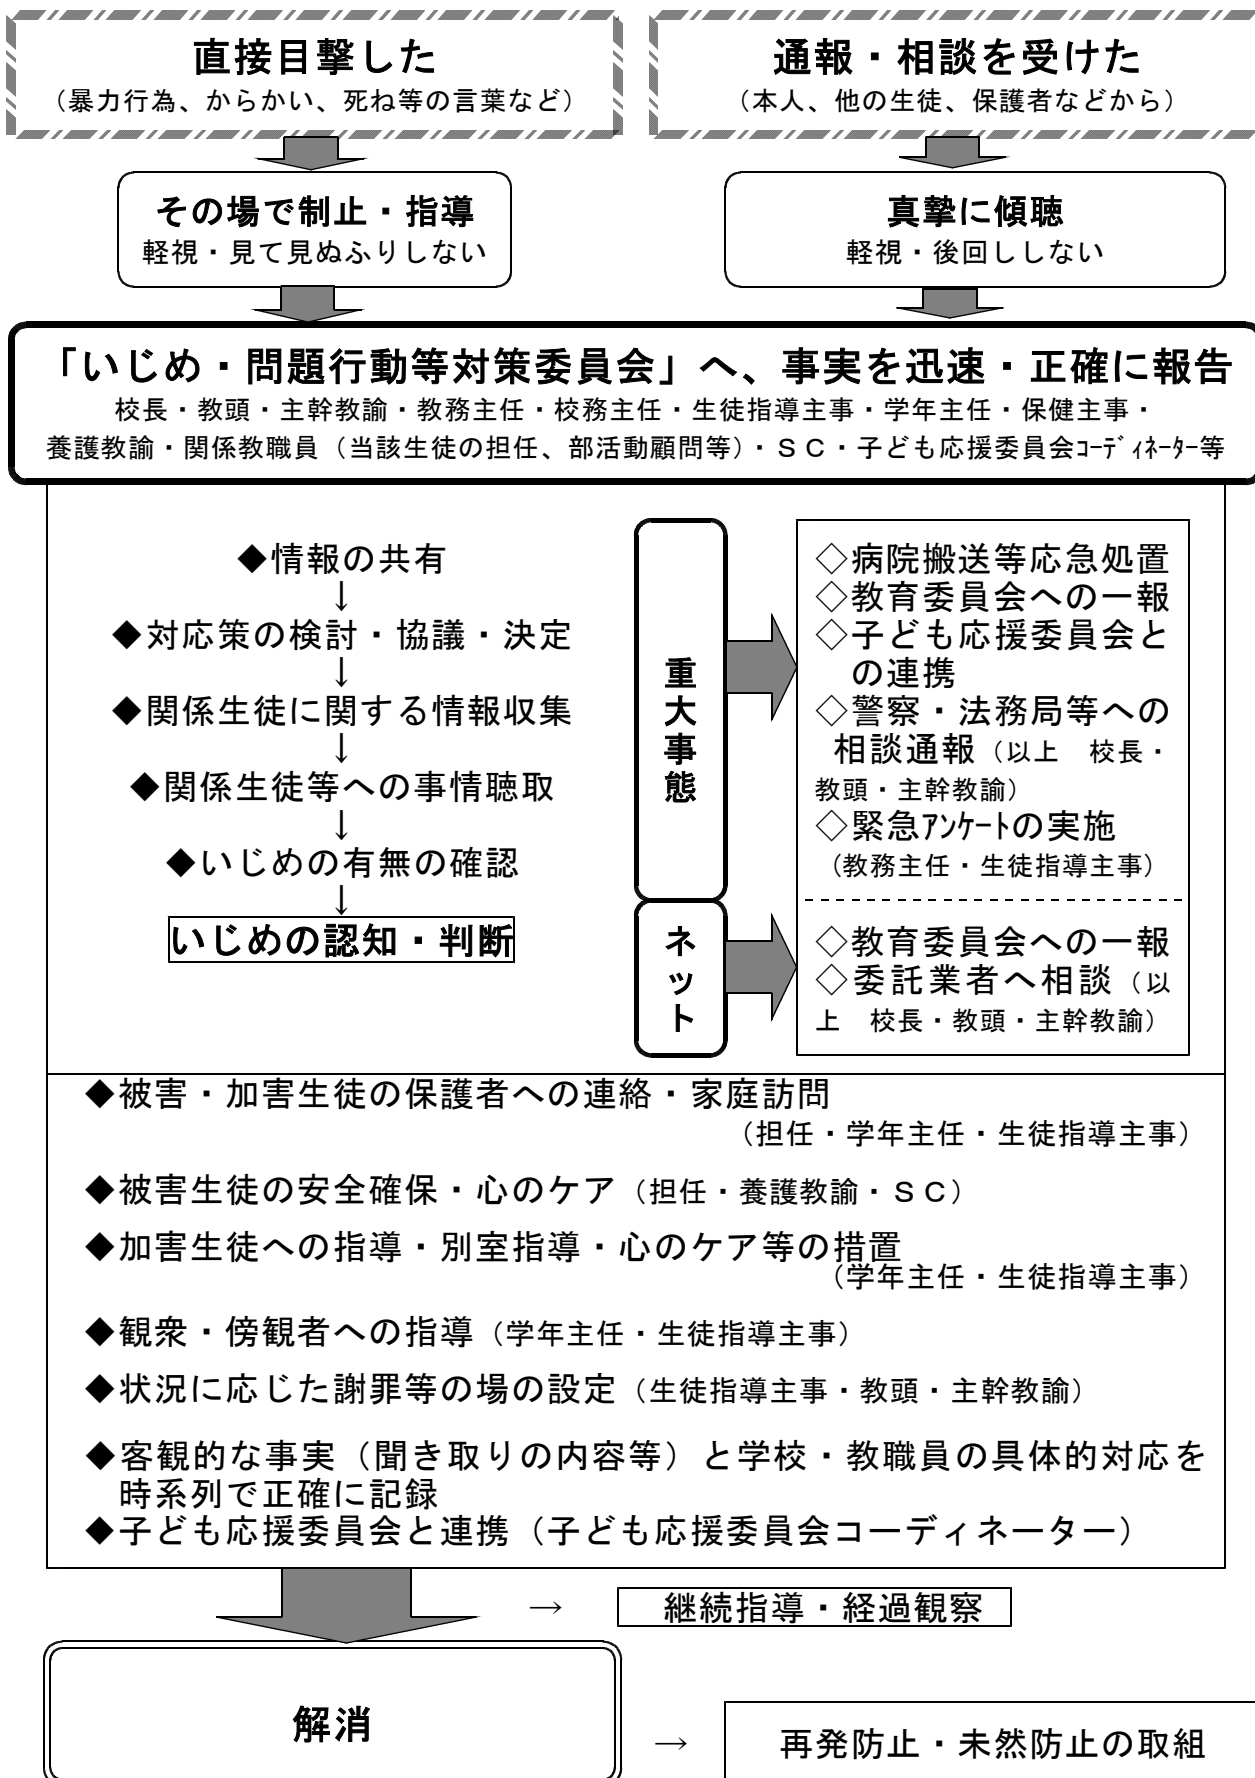 直接目撃した
（暴力行為、からかい、死ね等の言葉など）
通報・相談を受けた
（本人、他の生徒、保護者などから）
その場で制止・指導
軽視・見て見ぬふりしない
真摯に傾聴
軽視・後回ししない
「いじめ・問題行動等対策委員会」へ、事実を迅速・正確に報告
校長・教頭・主幹教諭・教務主任・校務主任・生徒指導主事・学年主任・保健主事・
養護教諭・関係教職員（当該生徒の担任、部活動顧問等）・ＳＣ・子ども応援委員会ｺｰﾃﾞｨﾈｰﾀｰ等
◆情報の共有
↓
◆対応策の検討・協議・決定
↓
◆関係生徒に関する情報収集
↓
◆関係生徒等への事情聴取
↓
◆いじめの有無の確認
↓
いじめの認知・判断
重大事態
◇病院搬送等応急処置
◇教育委員会への一報
◇子ども応援委員会と
の連携
◇警察・法務局等への
相談通報（以上　校長・
教頭・主幹教諭）
◇緊急ｱﾝｹｰﾄの実施
（教務主任・生徒指導主事）
ネット
◇教育委員会への一報
◇委託業者へ相談（以
上　校長・教頭・主幹教諭）
◆被害・加害生徒の保護者への連絡・家庭訪問
（担任・学年主任・生徒指導主事）
◆被害生徒の安全確保・心のケア（担任・養護教諭・ＳＣ）
◆加害生徒への指導・別室指導・心のケア等の措置
（学年主任・生徒指導主事）
◆観衆・傍観者への指導（学年主任・生徒指導主事）
◆状況に応じた謝罪等の場の設定（生徒指導主事・教頭・主幹教諭）
◆客観的な事実（聞き取りの内容等）と学校・教職員の具体的対応を
時系列で正確に記録
◆子ども応援委員会と連携（子ども応援委員会コーディネーター）
→　継続指導・経過観察
解消
→　再発防止・未然防止の取組